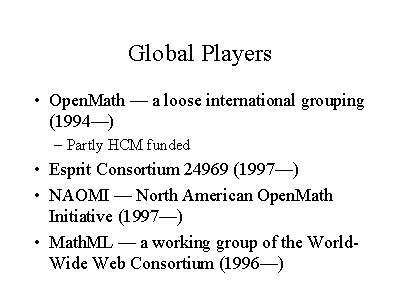 Global Players
• OpenMath — a loose international grouping
(1994—)
– Partly HCM funded
• Esprit Consortium 24969 (1997—)
• NAOMI — North American OpenMath
Initiative (1997—)
• MathML — a working group of the World-
Wide Web Consortium (1996—)